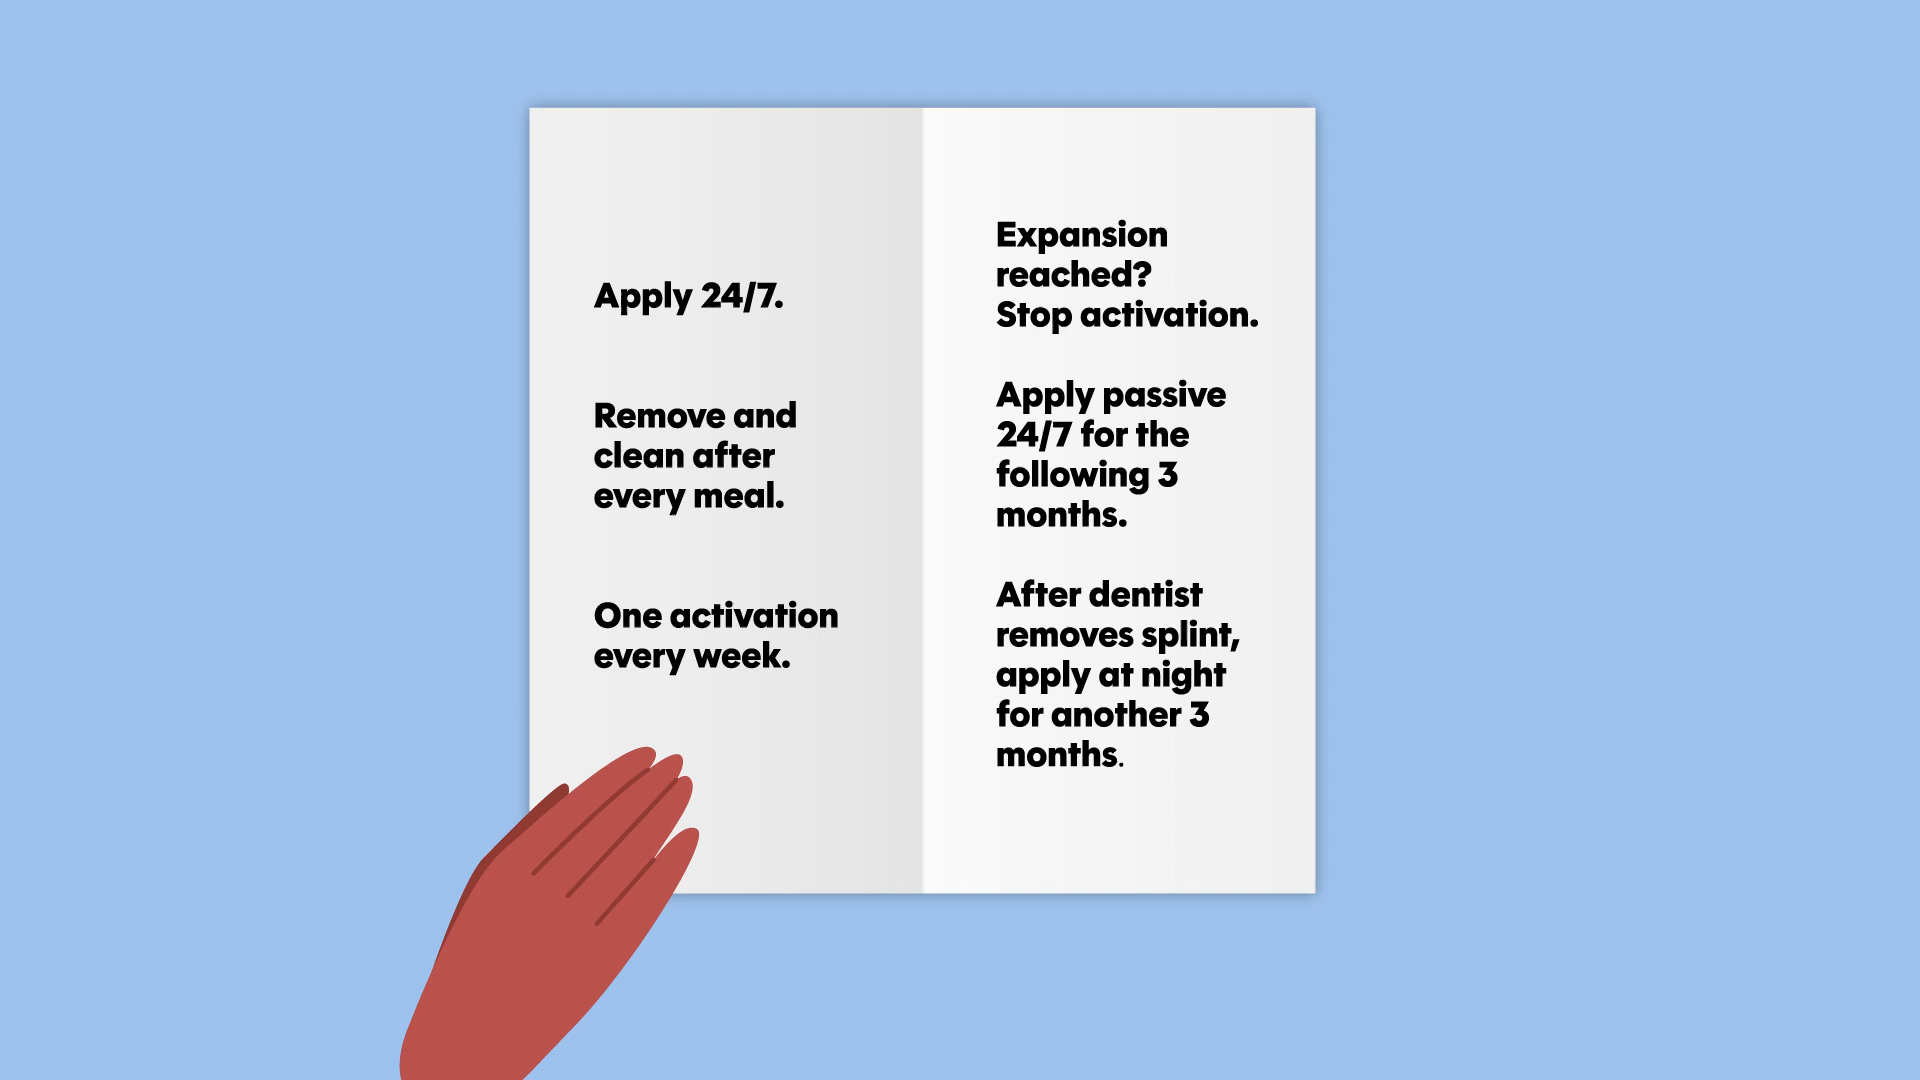 Apply 24/7.
Remove and
clean after
every meal.
One activation
every week.
Expansion
reached?
Stop activation.
Apply passive
24/7 for the
following 3
months.
After dentist
removes splint,
apply at night
for another 3
months.